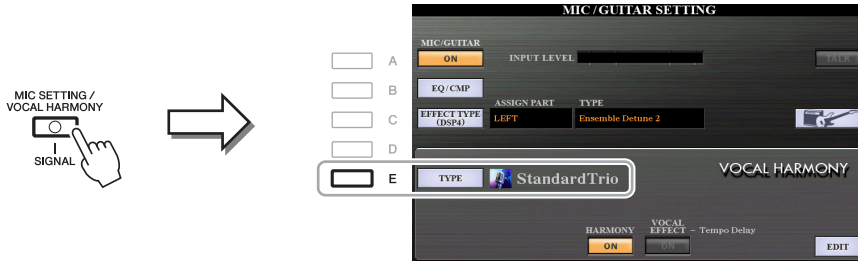 MIC SETTING /
VOCAL HARMONY
SIGNAL
A
B
C
D
E
MIC/GUITAR SETTING
MIC/GUITAR
ON
INPUT LEVEL
TALK
EQ/CMP
ASSIGN PART
TYPE
EFFECT TYPE
(DSP4)
LEFT
Ensemble Detune 2
TYPE
StandardTrio
VOCAL HARMONY
HARMONY
VOCAL
EFFECT
– Tempo Delay
ON
ON
EDIT